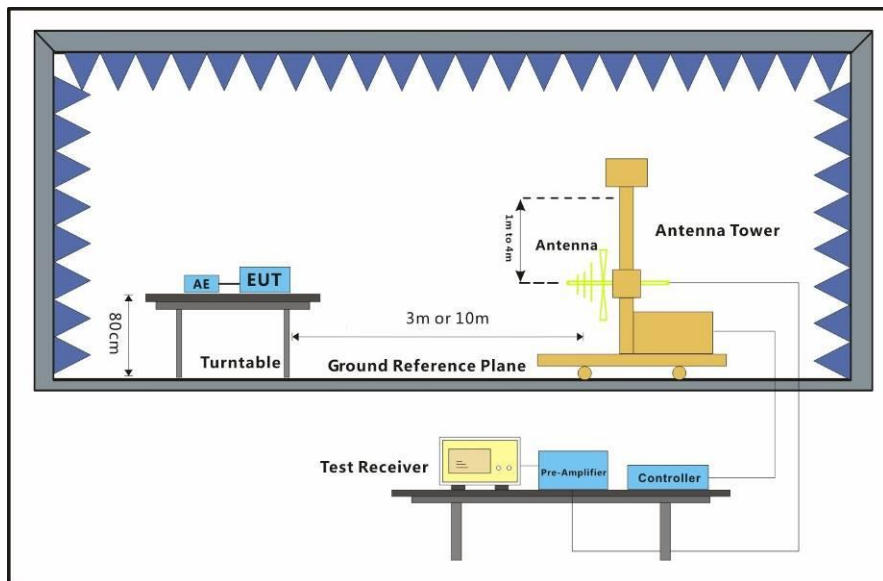 1m to 4m
Antenna
Antenna Tower
AE
EUT
80cm
3m or 10m
Turntable
Ground Reference Plane
Test Receiver
Pre-Amplifier
Controller